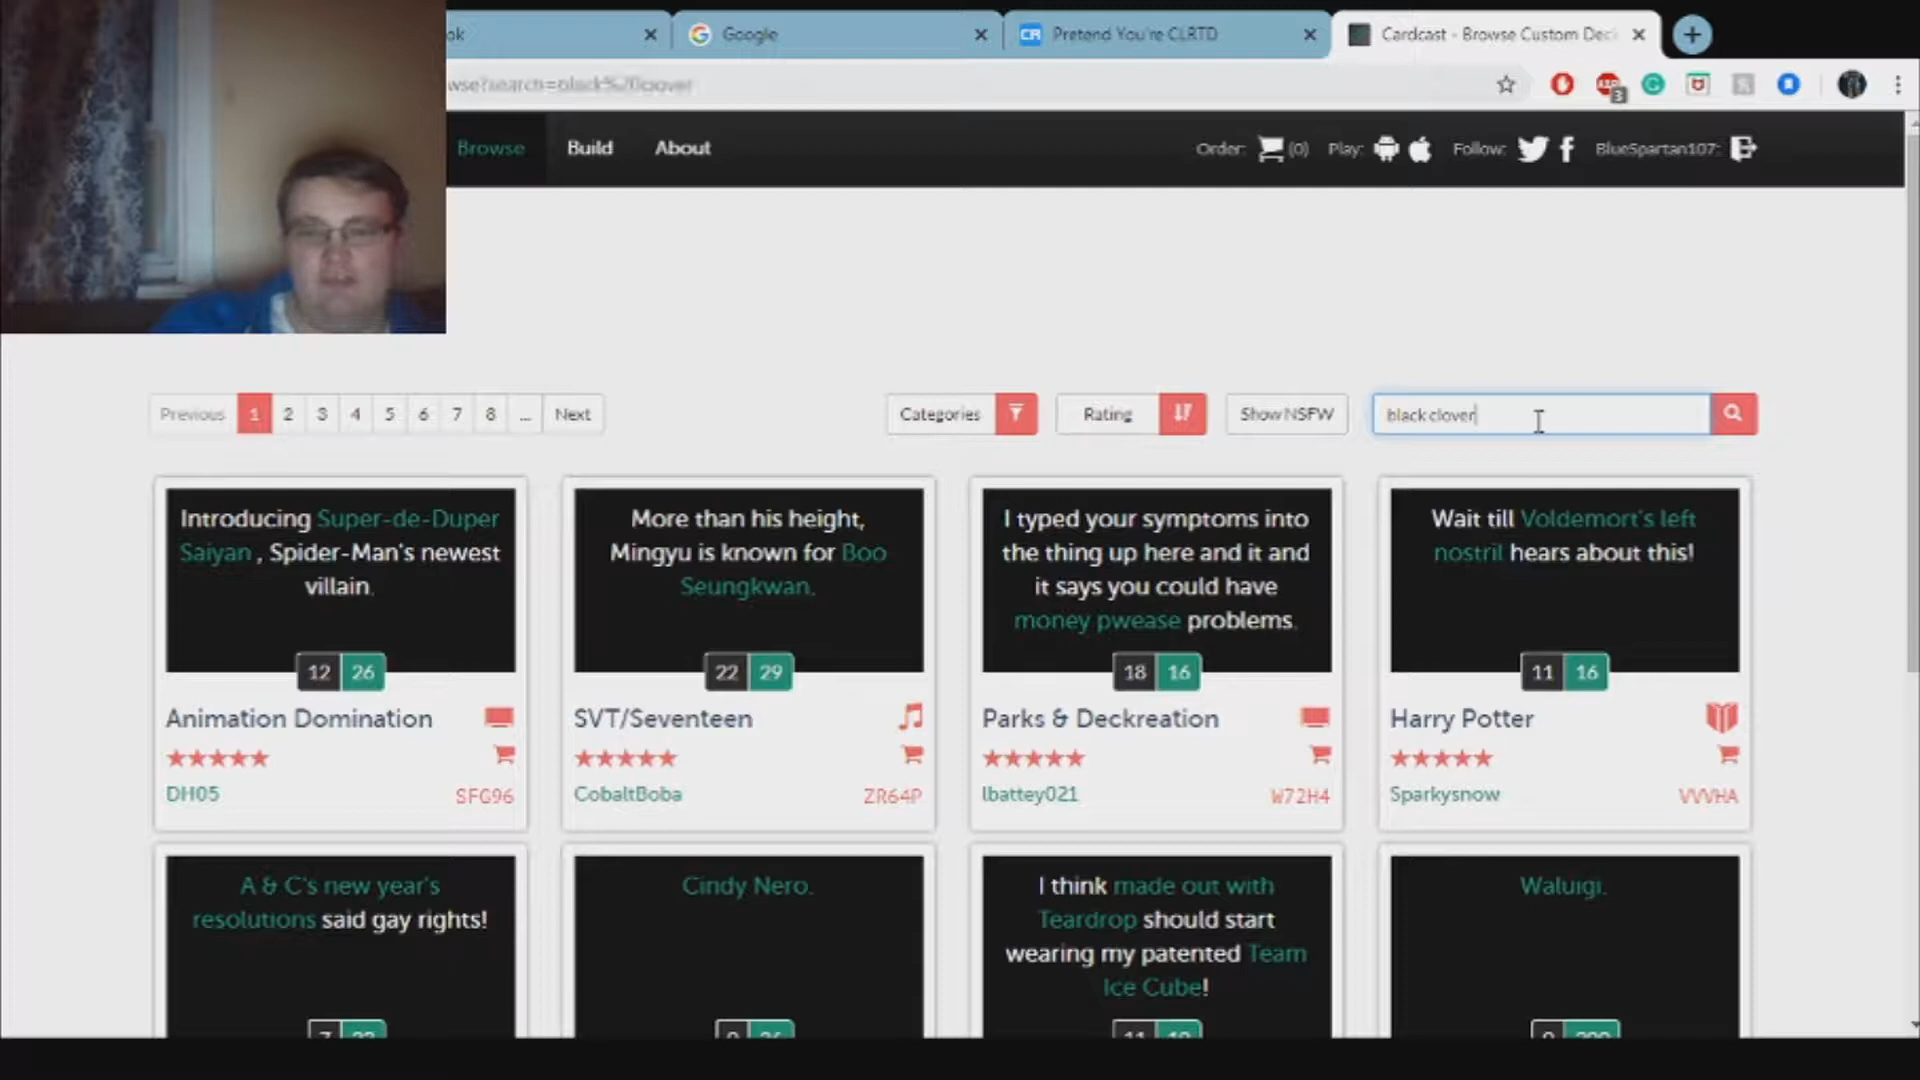 ok
Google
Pretend You're CLRTD
Cardcast - Browse Custom Dec
3
Browse
Build
About
Order:
(0)
Play:
Follow:
BlueSpartan107:
Previous
1
2
3
4
5
6
7
8
...
Next
Categories
Rating
Show NSFW
black clover
Introducing Super-de-Duper
Saiyan , Spider-Man's newest
villain.
12
26
Animation Domination
DH05
SFG96
More than his height,
Mingyu is known for Boo
Seungkwan.
22
29
SVT/Seventeen
CobaltBoba
ZR64P
I typed your symptoms into
the thing up here and it and
it says you could have
money pwease problems.
18
16
Parks & Deckreation
lbattey021
W72H4
Wait till Voldemort's left
nostril hears about this!
11
16
Harry Potter
Sparkysnow
VVVHA
A & C's new year's
resolutions said gay rights!
Cindy Nero.
I think made out with
Teardrop should start
wearing my patented Team
Ice Cube!
Waluigi.